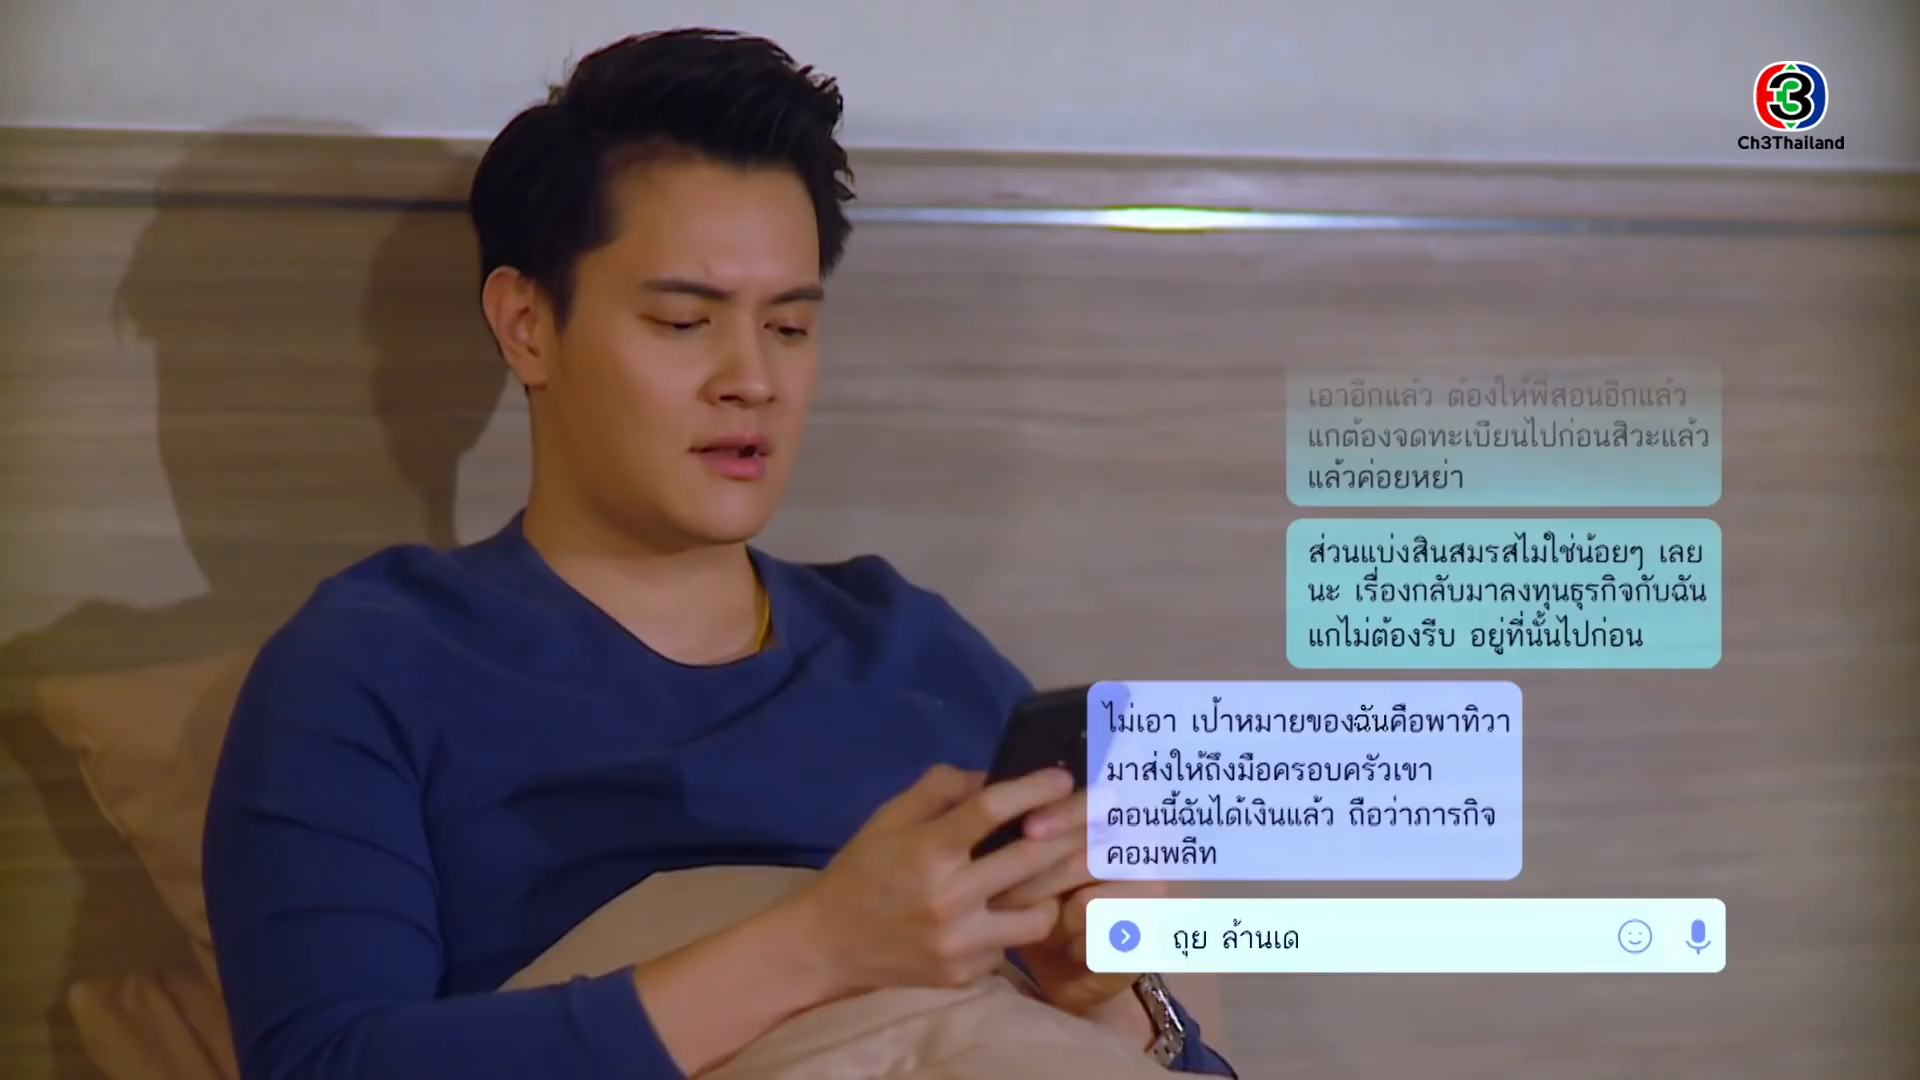 3
Ch3Thailand
เอาอีกแล้ว ต้องให้พี่สอนอีกแล้ว
แกต้องจดทะเบียนไปก่อนสิวะแล้ว
แล้วค่อยหย่า
ส่วนแบ่งสินสมรสไม่ใช่น้อยๆ เลย
นะ เรื่องกลับมาลงทุนธุรกิจกับฉัน
แกไม่ต้องรีบ อยู่ที่นั้นไปก่อน
ไม่เอา เป้าหมายของฉันคือพาทิวา
มาส่งให้ถึงมือครอบครัวเขา
ตอนนี้ฉันได้เงินแล้ว ถือว่าภารกิจ
คอมพลีท
ถุย ล้านเด